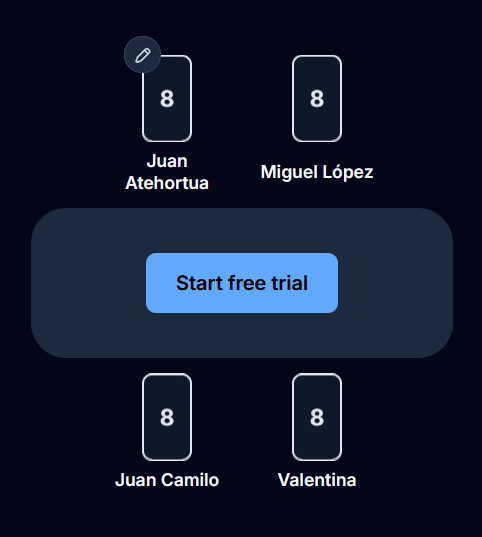 8
8
Juan
Atehortua
Miguel López
Start free trial
8
8
Juan Camilo
Valentina